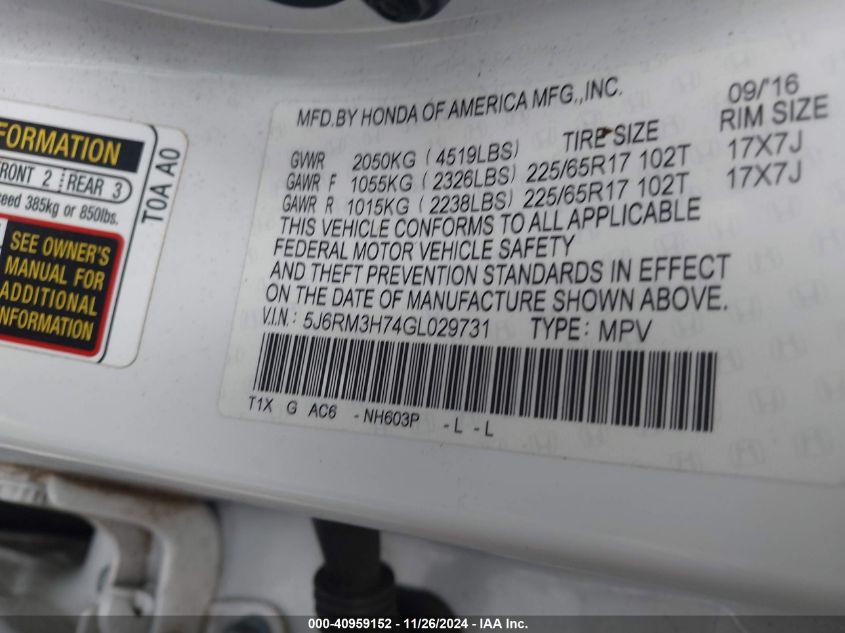 FORMATION
FRONT 2 REAR 3
eed 385kg or 850lbs.
SEE OWNER'S
MANUAL FOR
ADDITIONAL
INFORMATION
T0A A0
MFD.BY HONDA OF AMERICA MFG.,INC. 09/'16
TIRE SIZE RIM SIZE
GVWR 2050KG (4519LBS)
GAWR F 1055KG (2326LBS) 225/65R17 102T 17X7J
GAWR R 1015KG (2238LBS) 225/65R17 102T 17X7J
THIS VEHICLE CONFORMS TO ALL APPLICABLE
FEDERAL MOTOR VEHICLE SAFETY
AND THEFT PREVENTION STANDARDS IN EFFECT
ON THE DATE OF MANUFACTURE SHOWN ABOVE.
V.I.N.: 5J6RM3H74GL029731 TYPE: MPV
T1X G AC6 -NH603P -L -L
000-40959152 - 11/26/2024 - IAA Inc.